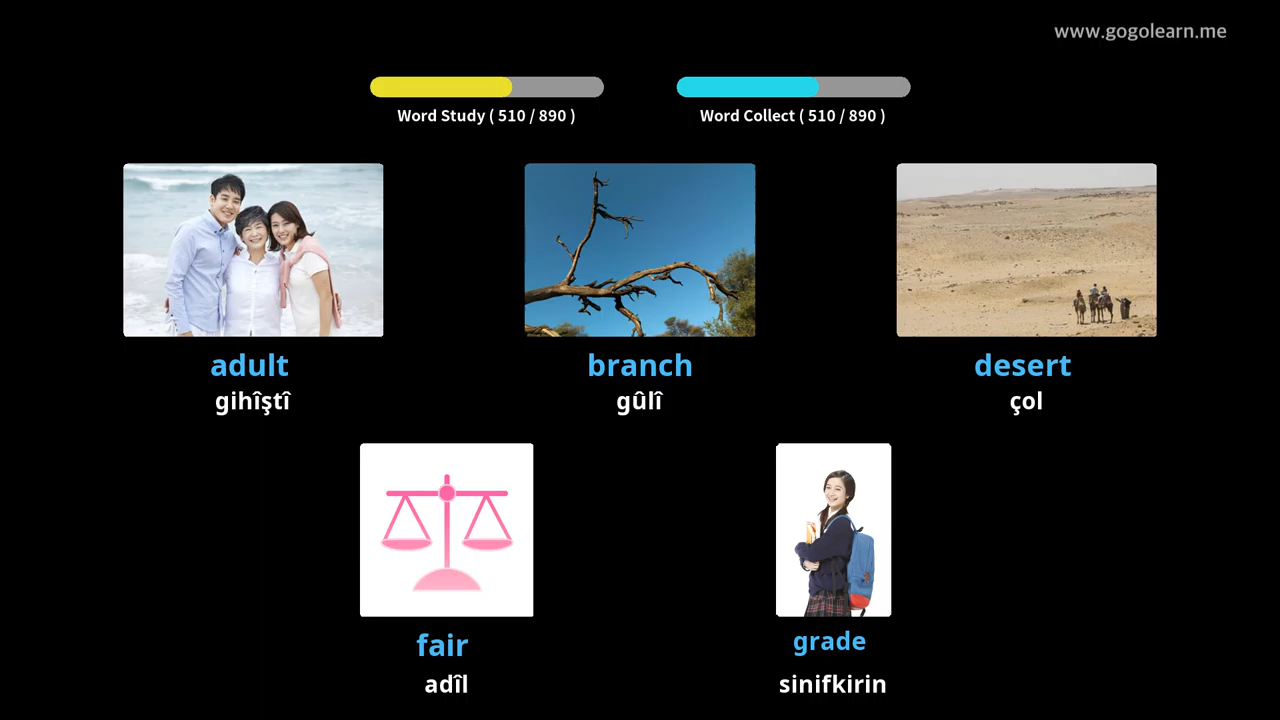 www.gogolearn.me
Word Study ( 510 / 890 )
Word Collect ( 510 / 890 )
adult
gihîştî
branch
gûlî
desert
çol
fair
adîl
grade
sinifkirin